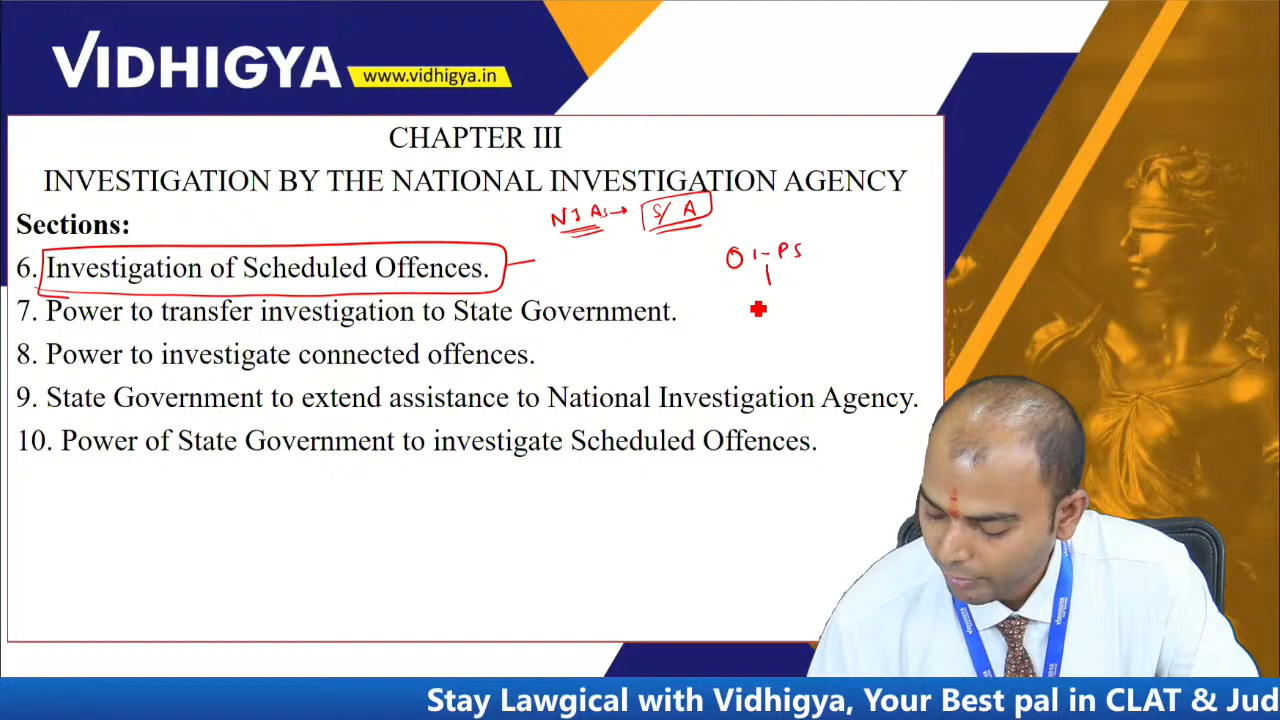 VIDHIGYA
www.vidhigya.in
CHAPTER III
INVESTIGATION BY THE NATIONAL INVESTIGATION AGENCY
Sections:
NIA → S/A
6. Investigation of Scheduled Offences.
O I - PS
7. Power to transfer investigation to State Government.
8. Power to investigate connected offences.
9. State Government to extend assistance to National Investigation Agency.
10. Power of State Government to investigate Scheduled Offences.
Stay Lawgical with Vidhigya, Your Best pal in CLAT & Jud